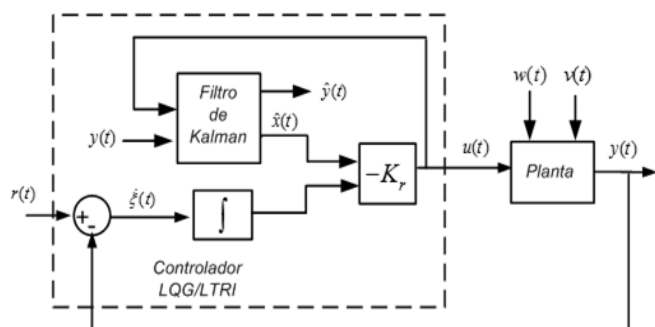 Filtro
de
Kalman
ŷ(t)
x̂(t)
y(t)
w(t)
v(t)
−K_r
u(t)
Planta
y(t)
r(t)
+
-
ξ̇(t)
∫
Controlador
LQG/LTRI